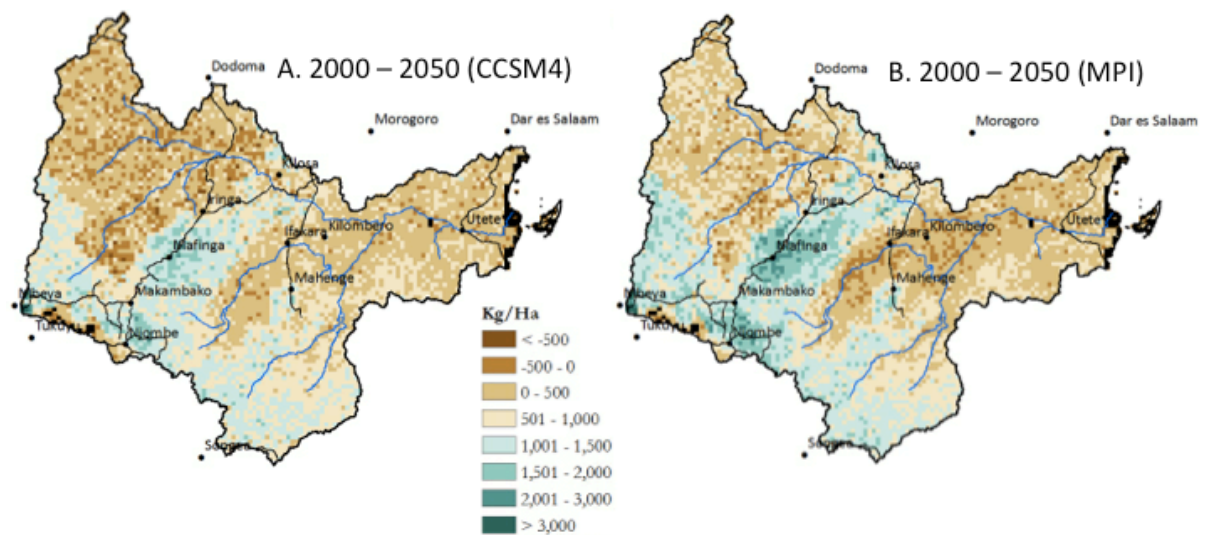 A. 2000 – 2050 (CCSM4)
Dodoma
Morogoro
Dar es Salaam
Kilosa
Iringa
Utete
Kilombero
Ifakara
Mafinga
Mahenge
Makambako
Mbeya
Tukuyu
Njombe
Songea
Kg/Ha
< -500
-500 - 0
0 - 500
501 - 1,000
1,001 - 1,500
1,501 - 2,000
2,001 - 3,000
> 3,000
B. 2000 – 2050 (MPI)
Dodoma
Morogoro
Dar es Salaam
Kilosa
Iringa
Utete
Kilombero
Ifakara
Mafinga
Mahenge
Makambako
Mbeya
Tukuyu
Njombe
Songea